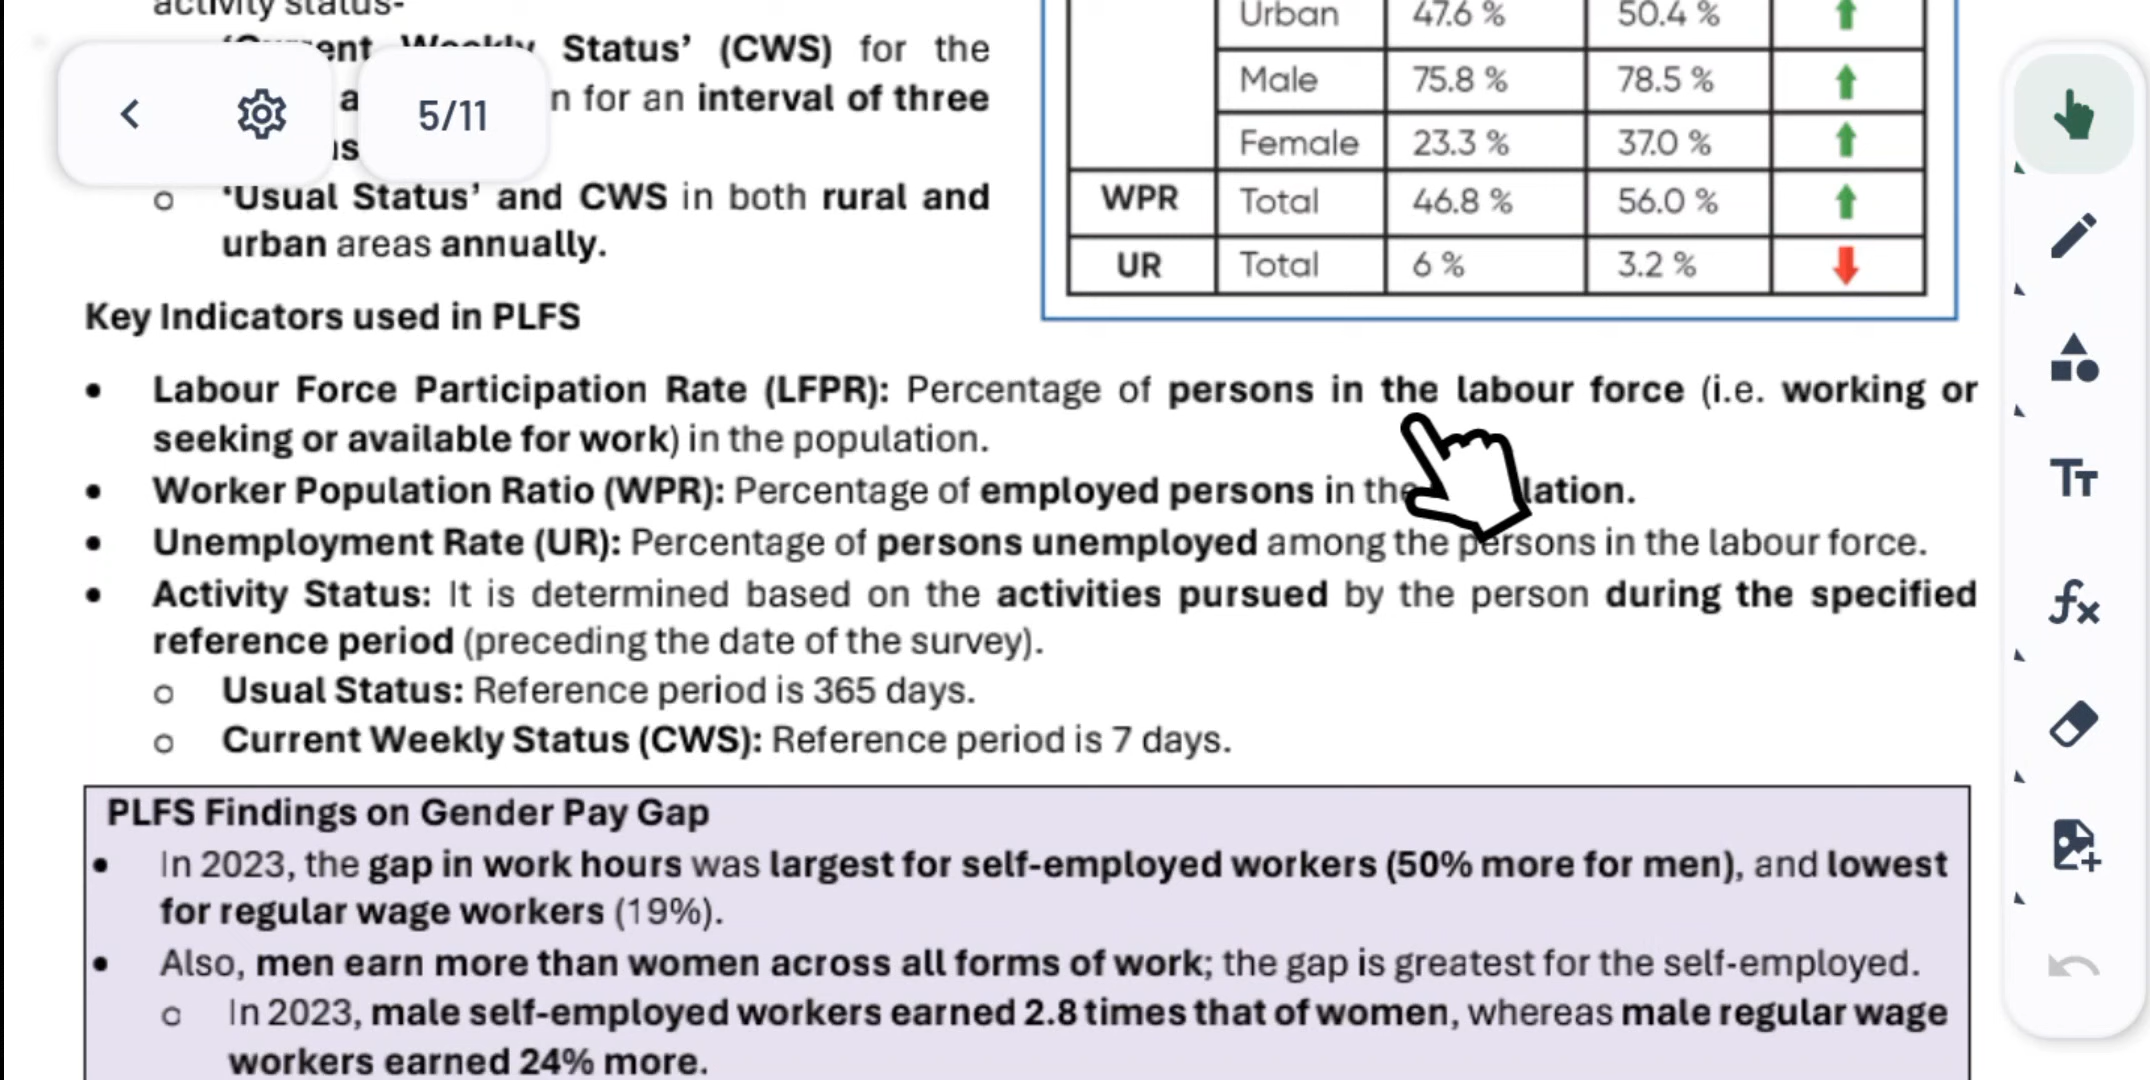 activity status-
‘Current Weekly Status’ (CWS) for the
n for an interval of three
‘Usual Status’ and CWS in both rural and
urban areas annually.
5/11
Urban 47.6 % 50.4 %
Male 75.8 % 78.5 %
Female 23.3 % 37.0 %
WPR Total 46.8 % 56.0 %
UR Total 6 % 3.2 %
Key Indicators used in PLFS
• Labour Force Participation Rate (LFPR): Percentage of persons in the labour force (i.e. working or
seeking or available for work) in the population.
• Worker Population Ratio (WPR): Percentage of employed persons in the lation.
• Unemployment Rate (UR): Percentage of persons unemployed among the persons in the labour force.
• Activity Status: It is determined based on the activities pursued by the person during the specified
reference period (preceding the date of the survey).
o Usual Status: Reference period is 365 days.
o Current Weekly Status (CWS): Reference period is 7 days.
PLFS Findings on Gender Pay Gap
• In 2023, the gap in work hours was largest for self-employed workers (50% more for men), and lowest
for regular wage workers (19%).
• Also, men earn more than women across all forms of work; the gap is greatest for the self-employed.
o In 2023, male self-employed workers earned 2.8 times that of women, whereas male regular wage
workers earned 24% more.
Tт
fx